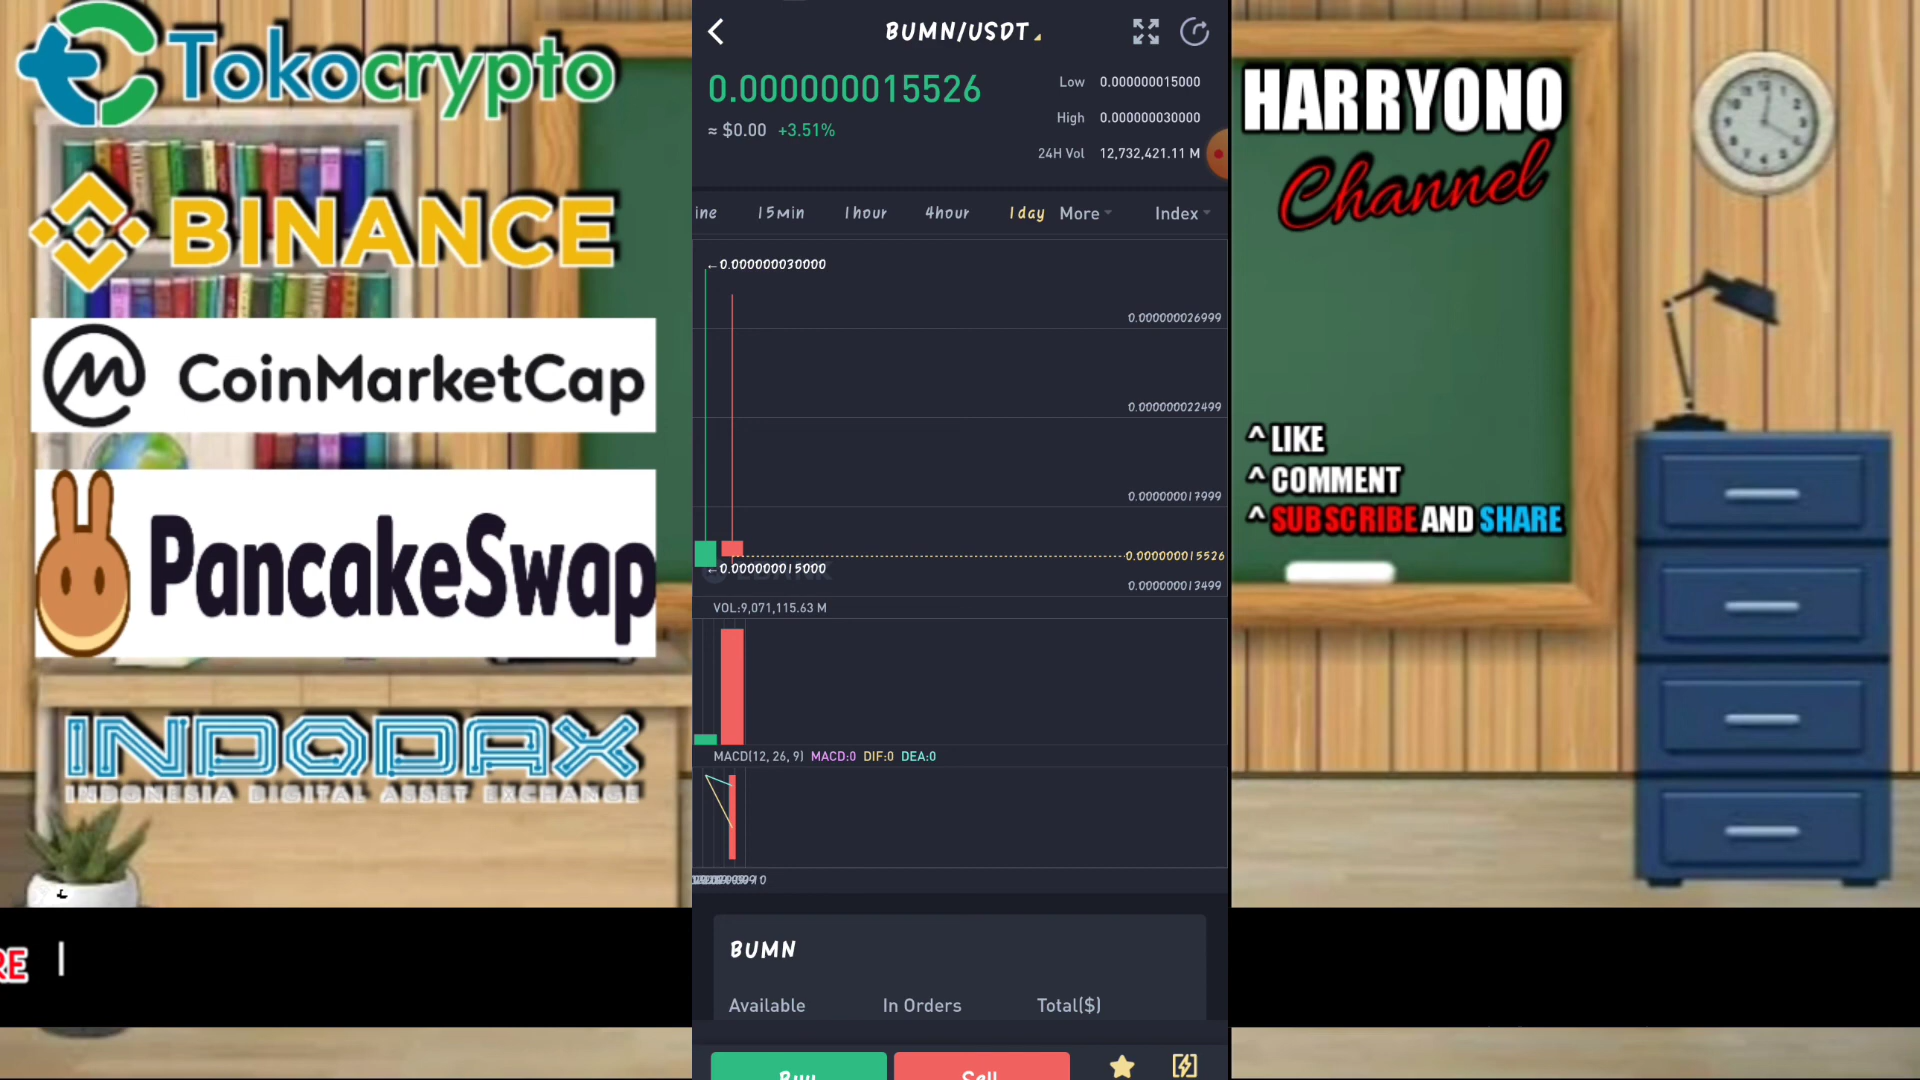 Tokocrypto
BINANCE
CoinMarketCap
PancakeSwap
INDODAX
INDONESIA DIGITAL ASSET EXCHANGE
RE |
BUMN/USDT
0.000000015526
≈ $0.00 +3.51%
Low 0.000000015000
High 0.000000030000
24H Vol 12,732,421.11 M
ine 15min 1hour 4hour 1day More Index
←0.000000030000
0.000000026999
0.000000022499
0.000000017999
0.000000015526
←0.000000015000
0.000000013499
VOL:9,071,115.63 M
MACD(12, 26, 9) MACD:0 DIF:0 DEA:0
BUMN
Available In Orders Total($)
Buy Sell
HARRYONO
Channel
^ LIKE
^ COMMENT
^ SUBSCRIBE AND SHARE